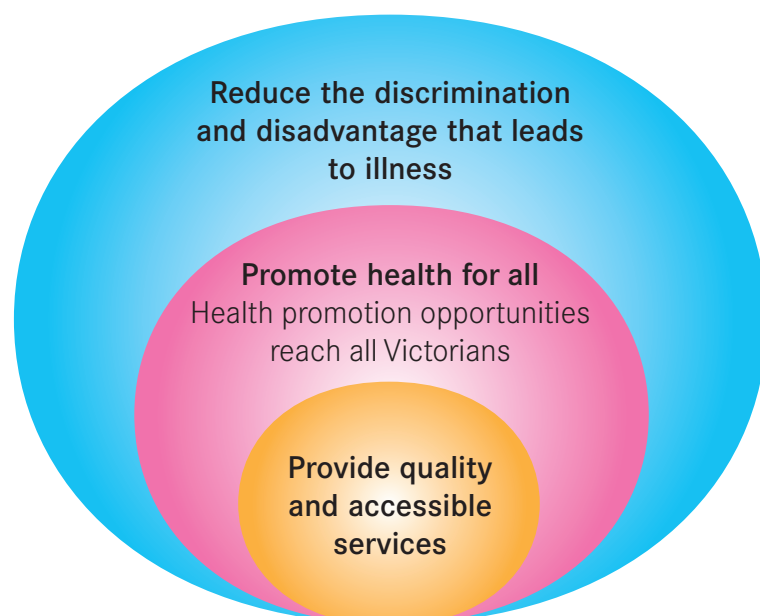 Reduce the discrimination
and disadvantage that leads
to illness
Promote health for all
Health promotion opportunities
reach all Victorians
Provide quality
and accessible
services